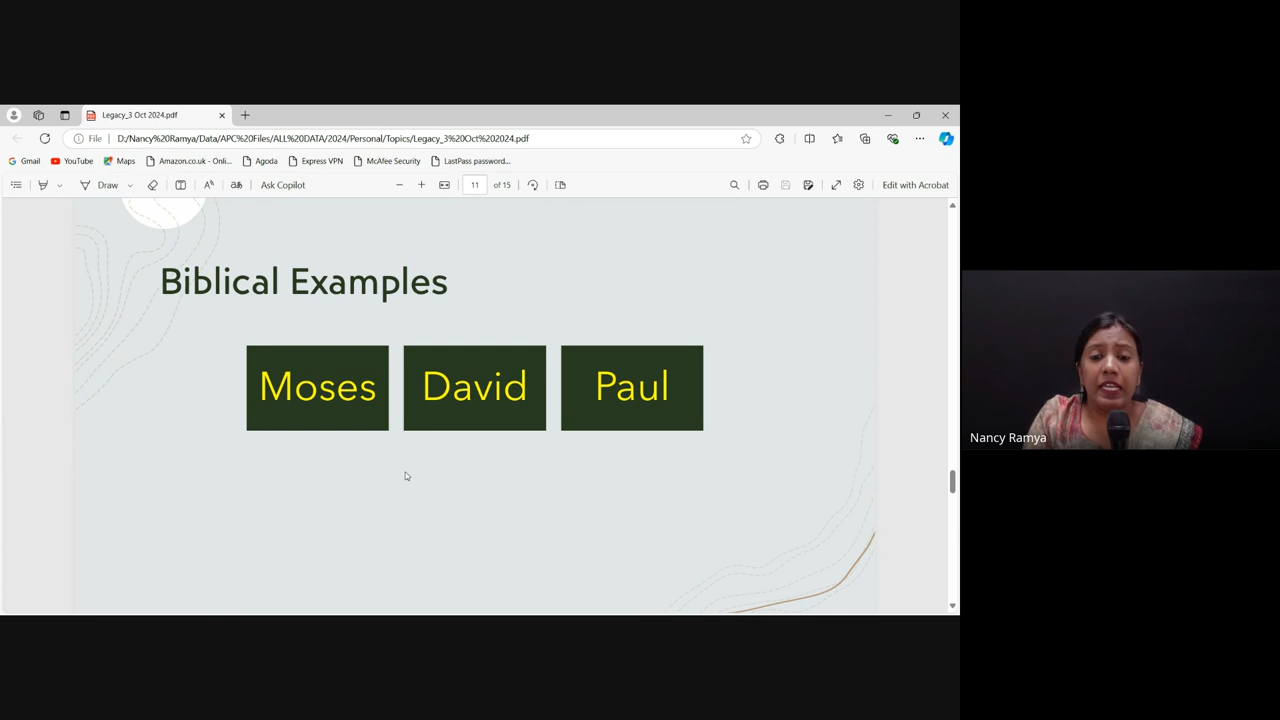 Legacy_3 Oct 2024.pdf
File D:/Nancy%20Ramya/Data/APC%20Files/ALL%20DATA/2024/Personal/Topics/Legacy_3%20Oct%202024.pdf
Gmail YouTube Maps Amazon.co.uk - Onli... Agoda Express VPN McAfee Security LastPass password...
Draw Ask Copilot 11 of 15 Edit with Acrobat
Biblical Examples
Moses David Paul
Nancy Ramya